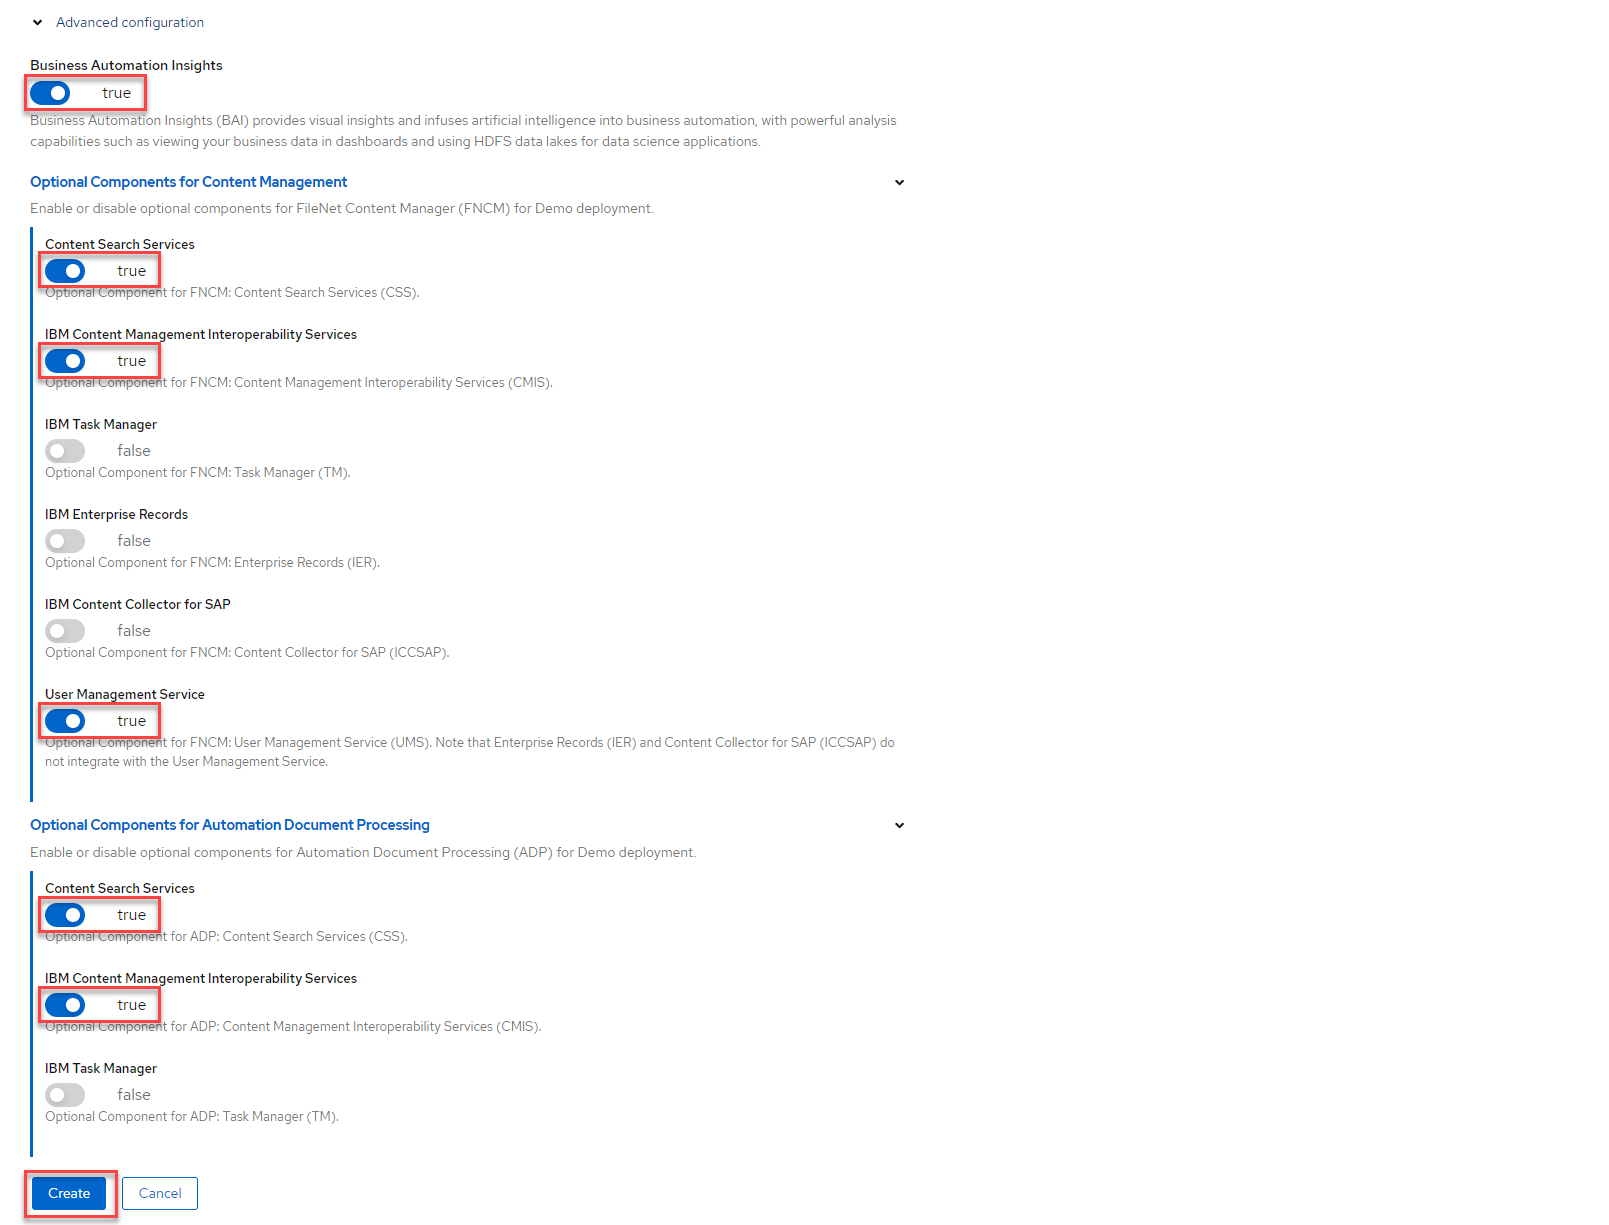 Advanced configuration
Business Automation Insights
true
Business Automation Insights (BAI) provides visual insights and infuses artificial intelligence into business automation, with powerful analysis
capabilities such as viewing your business data in dashboards and using HDFS data lakes for data science applications.
Optional Components for Content Management
Enable or disable optional components for FileNet Content Manager (FNCM) for Demo deployment.
Content Search Services
true
Optional Component for FNCM: Content Search Services (CSS).
IBM Content Management Interoperability Services
true
Optional Component for FNCM: Content Management Interoperability Services (CMIS).
IBM Task Manager
false
Optional Component for FNCM: Task Manager (TM).
IBM Enterprise Records
false
Optional Component for FNCM: Enterprise Records (IER).
IBM Content Collector for SAP
false
Optional Component for FNCM: Content Collector for SAP (ICCSAP).
User Management Service
true
Optional Component for FNCM: User Management Service (UMS). Note that Enterprise Records (IER) and Content Collector for SAP (ICCSAP) do
not integrate with the User Management Service.
Optional Components for Automation Document Processing
Enable or disable optional components for Automation Document Processing (ADP) for Demo deployment.
Content Search Services
true
Optional Component for ADP: Content Search Services (CSS).
IBM Content Management Interoperability Services
true
Optional Component for ADP: Content Management Interoperability Services (CMIS).
IBM Task Manager
false
Optional Component for ADP: Task Manager (TM).
Create
Cancel